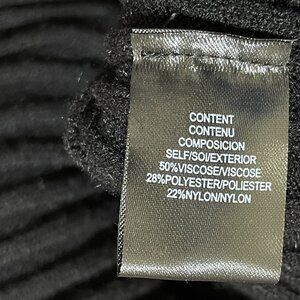 CONTENT
CONTENU
COMPOSICION
SELF/SOI/EXTERIOR
50%VISCOSE/VISCOSE
28%POLYESTER/POLIESTER
22%NYLON/NYLON